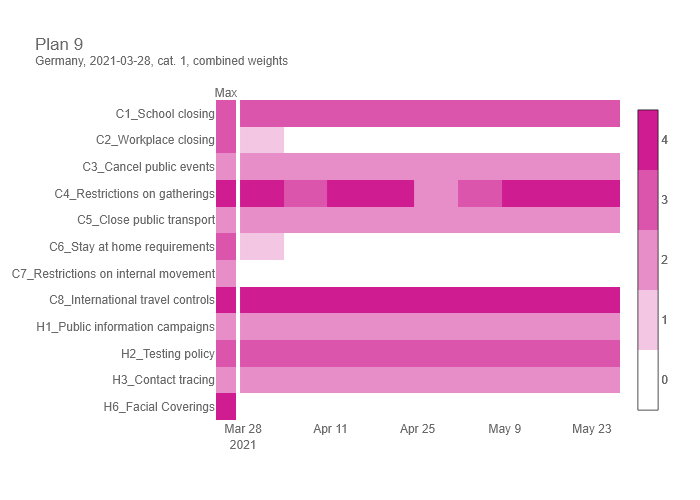 Plan 9
Germany, 2021-03-28, cat. 1, combined weights
Max
C1_School closing
C2_Workplace closing
C3_Cancel public events
C4_Restrictions on gatherings
C5_Close public transport
C6_Stay at home requirements
C7_Restrictions on internal movement
C8_International travel controls
H1_Public information campaigns
H2_Testing policy
H3_Contact tracing
H6_Facial Coverings
Mar 28 Apr 11 Apr 25 May 9 May 23
2021
4
3
2
1
0